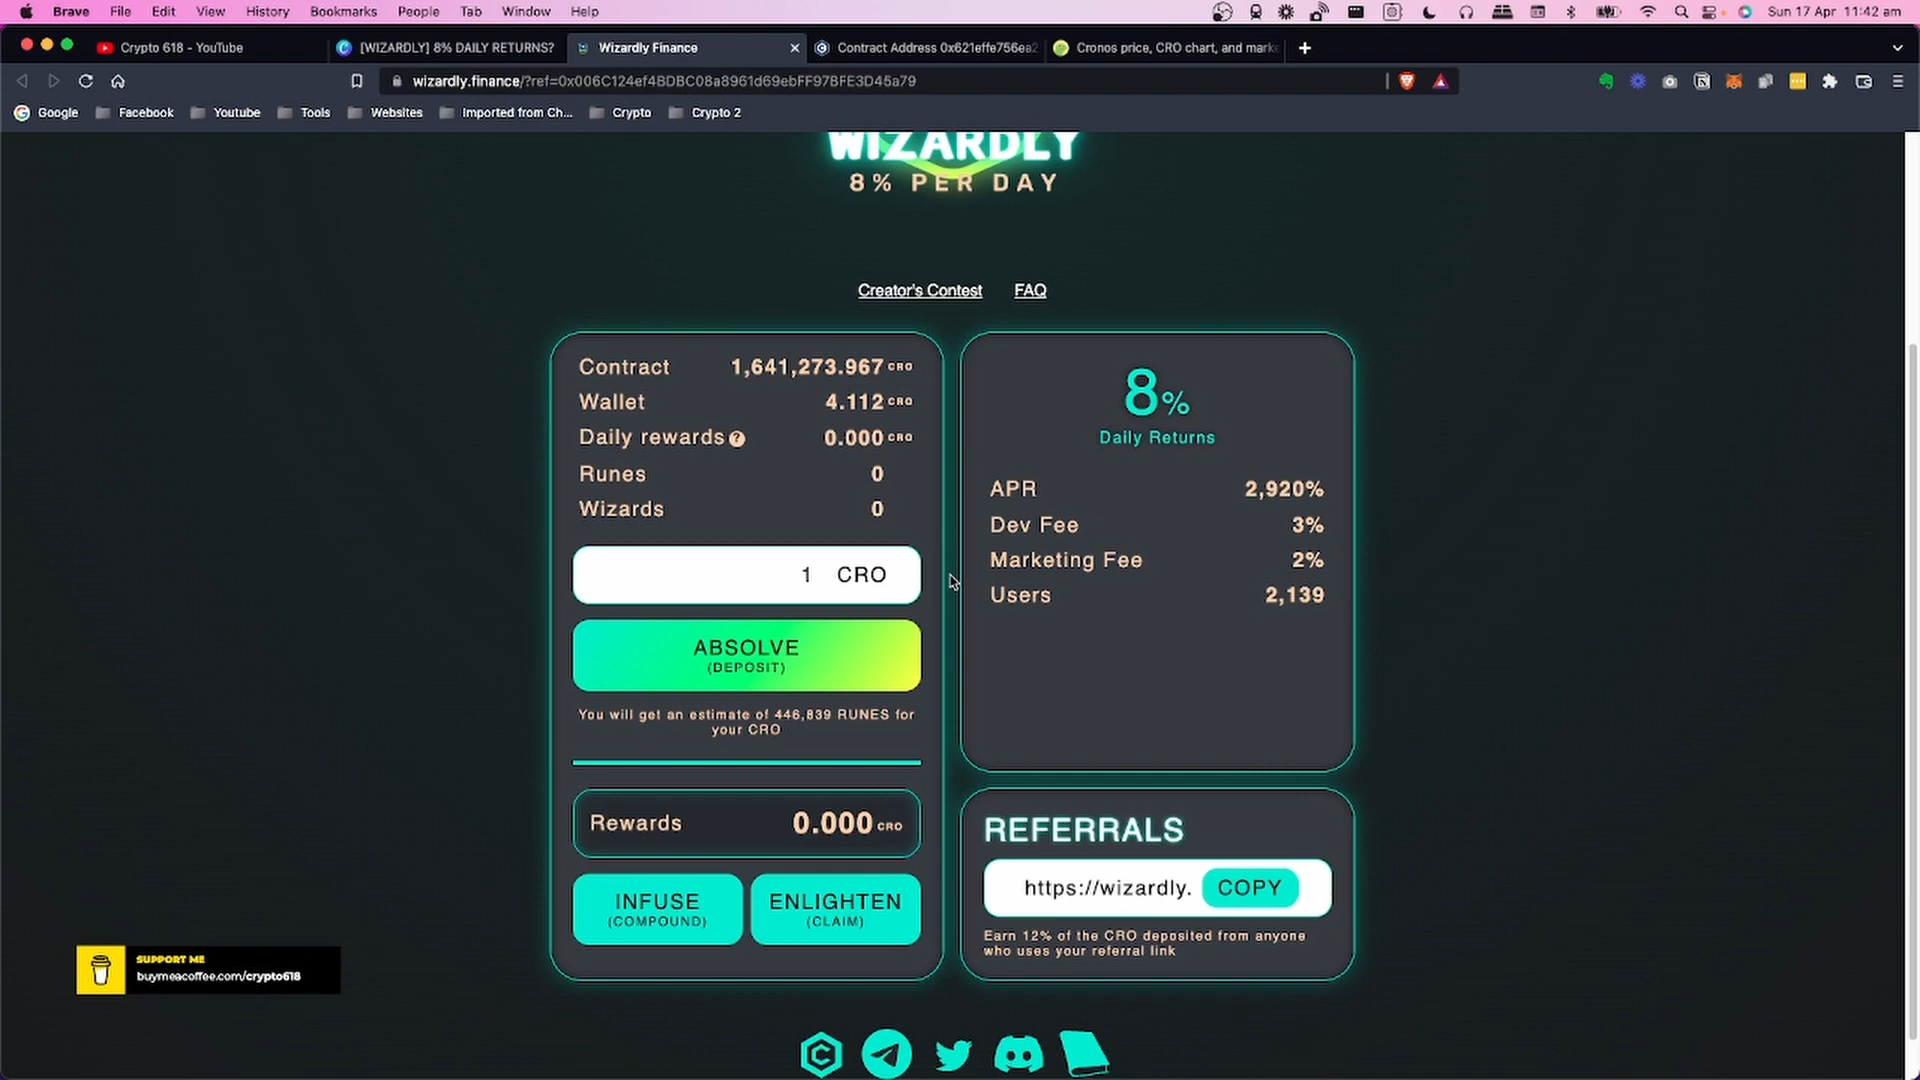 Brave File Edit View History Bookmarks People Tab Window Help Sun 17 Apr 11:42 am
Crypto 618 - YouTube [WIZARDLY] 8% DAILY RETURNS? Wizardly Finance Contract Address 0x621effe756ea2 Cronos price, CRO chart, and marke
wizardly.finance/?ref=0x006C124ef4BDBC08a8961d69ebFF97BFE3D45a79
Google Facebook Youtube Tools Websites Imported from Ch... Crypto Crypto 2
WIZARDLY
8% PER DAY
Creator's Contest FAQ
Contract 1,641,273.967 CRO
Wallet 4.112 CRO
Daily rewards ? 0.000 CRO
Runes 0
Wizards 0
1 CRO
ABSOLVE
(DEPOSIT)
You will get an estimate of 446,839 RUNES for
your CRO
Rewards 0.000 CRO
INFUSE
(COMPOUND)
ENLIGHTEN
(CLAIM)
8%
Daily Returns
APR 2,920%
Dev Fee 3%
Marketing Fee 2%
Users 2,139
REFERRALS
https://wizardly. COPY
Earn 12% of the CRO deposited from anyone
who uses your referral link
SUPPORT ME
buymeacoffee.com/crypto618